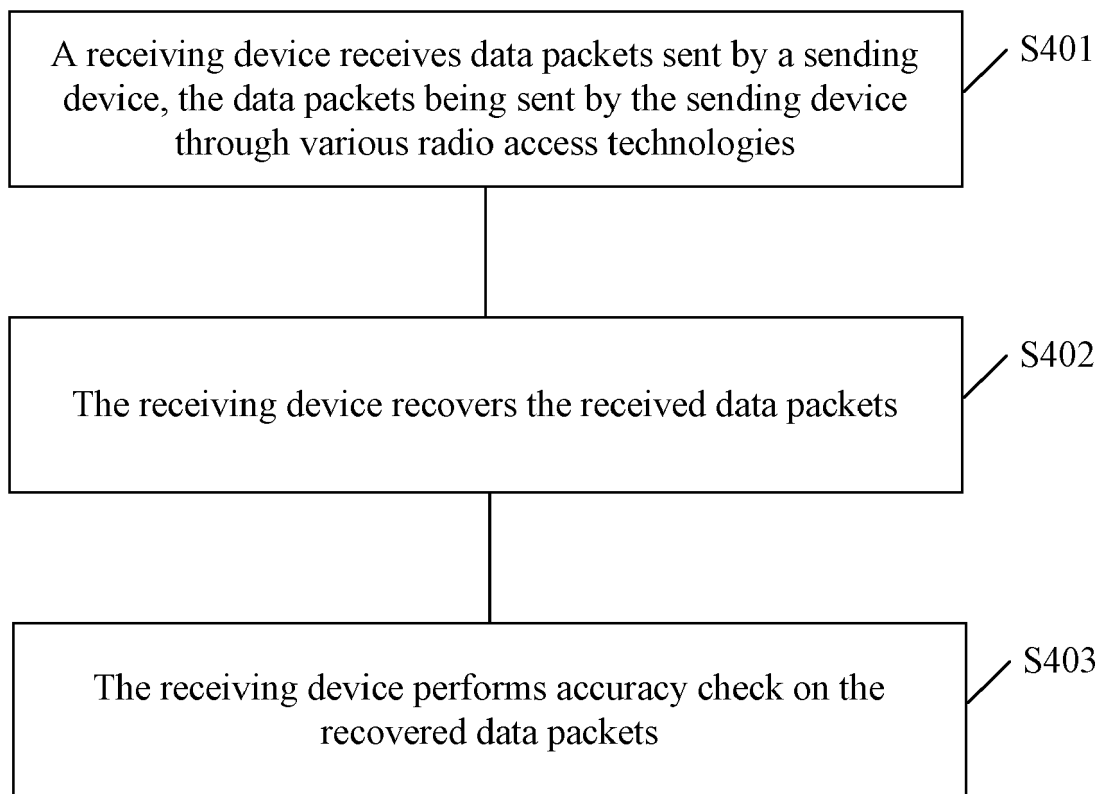 A receiving device receives data packets sent by a sending
device, the data packets being sent by the sending device
through various radio access technologies
S401
The receiving device recovers the received data packets
S402
The receiving device performs accuracy check on the
recovered data packets
S403